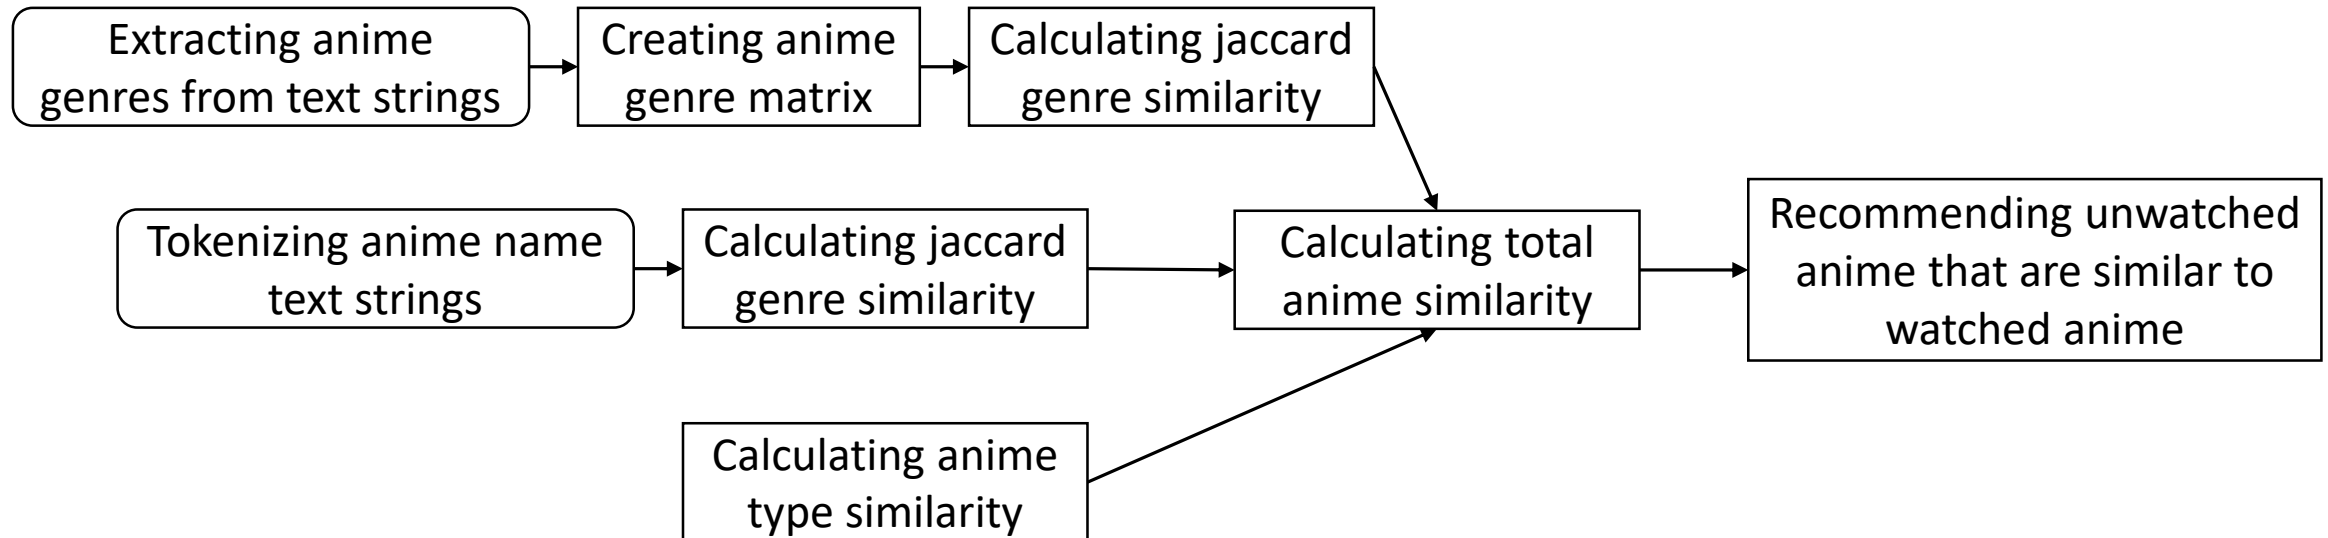 Extracting anime
genres from text strings
Creating anime
genre matrix
Calculating jaccard
genre similarity
Tokenizing anime name
text strings
Calculating jaccard
genre similarity
Calculating total
anime similarity
Recommending unwatched
anime that are similar to
watched anime
Calculating anime
type similarity